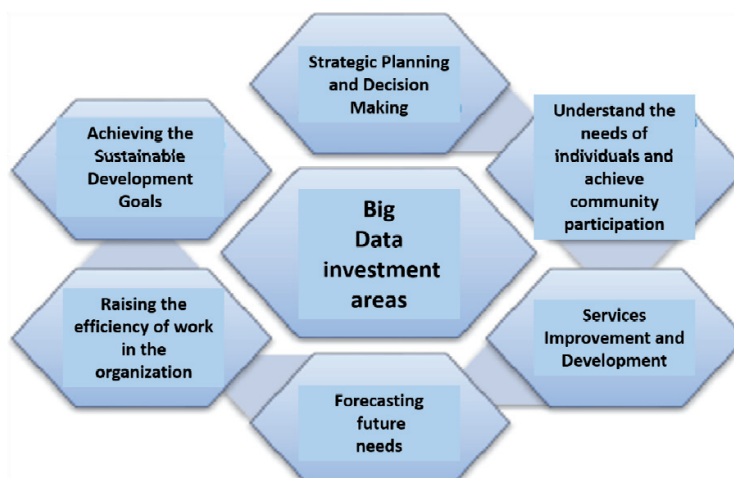 Strategic Planning
and Decision
Making
Understand the
needs of
individuals and
achieve
community
participation
Services
Improvement and
Development
Forecasting
future
needs
Raising the
efficiency of work
in the
organization
Achieving the
Sustainable
Development
Goals
Big
Data
investment
areas